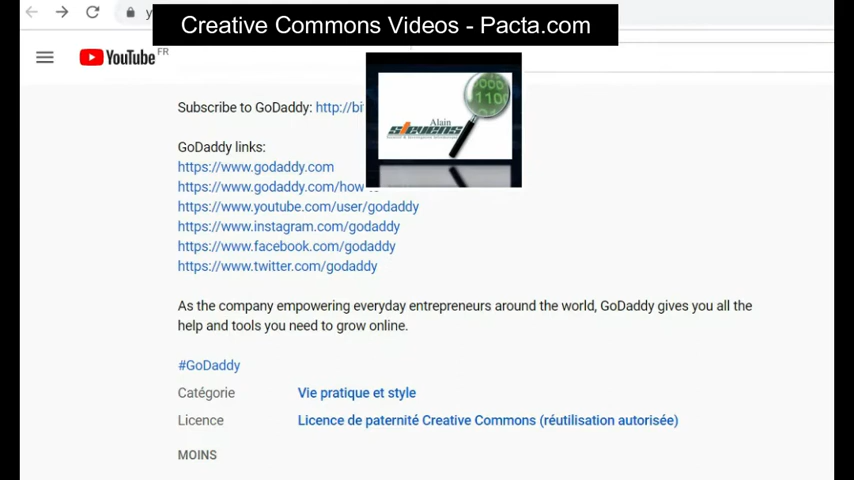 Creative Commons Videos - Pacta.com
YouTube FR
Subscribe to GoDaddy: http://bi
Alain
stevens
GoDaddy links:
https://www.godaddy.com
https://www.godaddy.com/how
https://www.youtube.com/user/godaddy
https://www.instagram.com/godaddy
https://www.facebook.com/godaddy
https://www.twitter.com/godaddy
As the company empowering everyday entrepreneurs around the world, GoDaddy gives you all the
help and tools you need to grow online.
#GoDaddy
Catégorie Vie pratique et style
Licence Licence de paternité Creative Commons (réutilisation autorisée)
MOINS